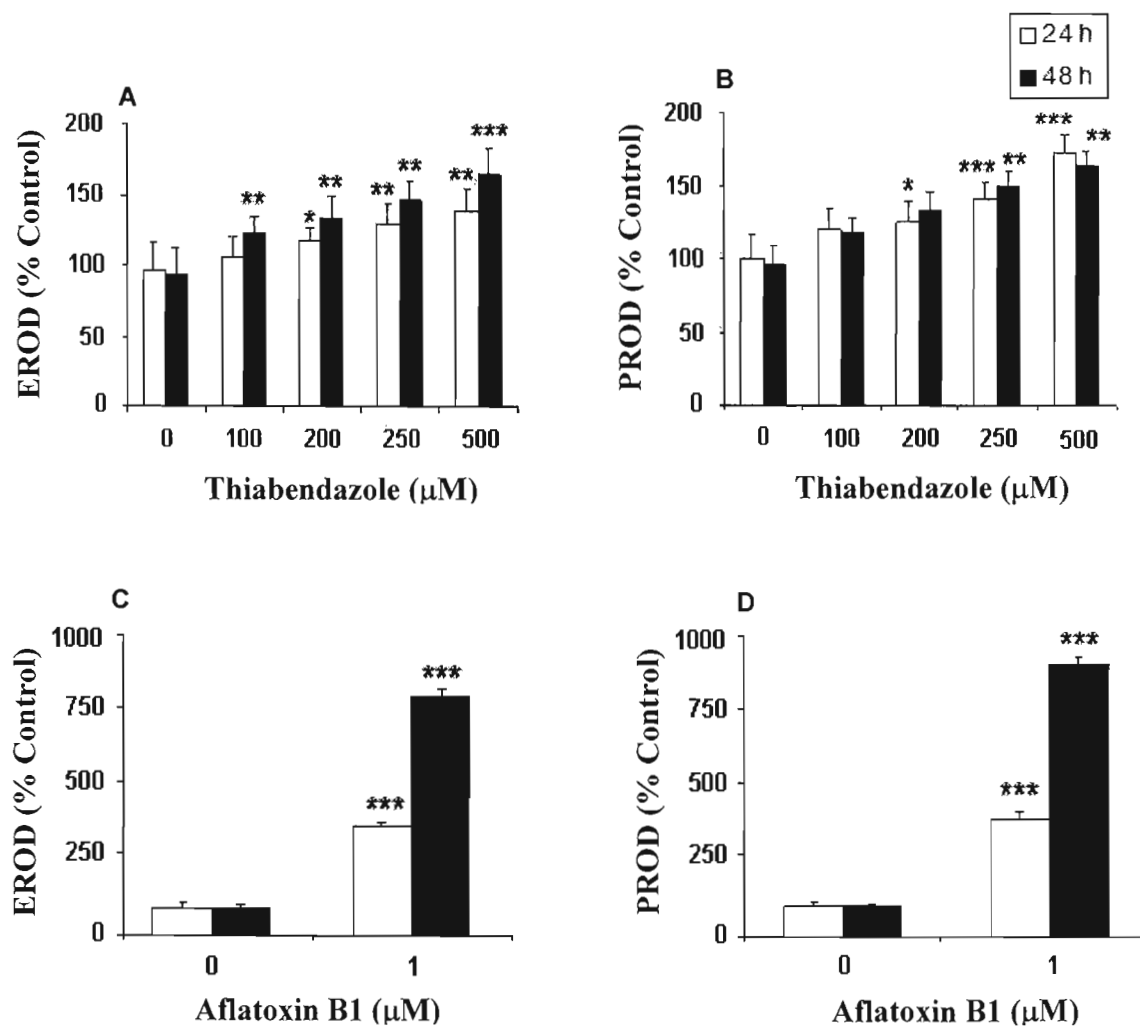 24 h
48 h
A
EROD (% Control)
200
150
100
50
0
**
*
**
**
**
**
***
0 100 200 250 500
Thiabendazole (μM)
B
PROD (% Control)
200
150
100
50
0
*
***
**
***
**
0 100 200 250 500
Thiabendazole (μM)
C
EROD (% Control)
1000
750
500
250
0
***
***
0 1
Aflatoxin B1 (μM)
D
PROD (% Control)
1000
750
500
250
0
***
***
0 1
Aflatoxin B1 (μM)